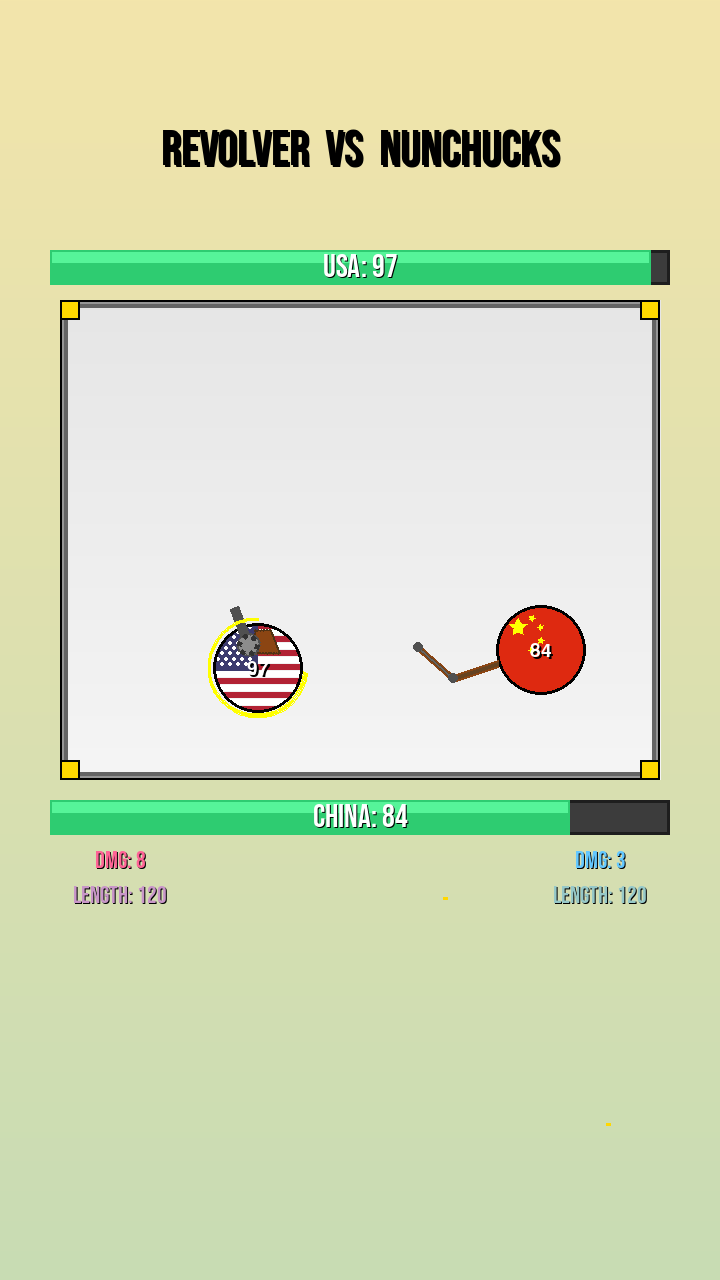 REVOLVER VS NUNCHUCKS
USA: 97
97
84
CHINA: 84
DMG: 8
DMG: 3
LENGTH: 120
LENGTH: 120